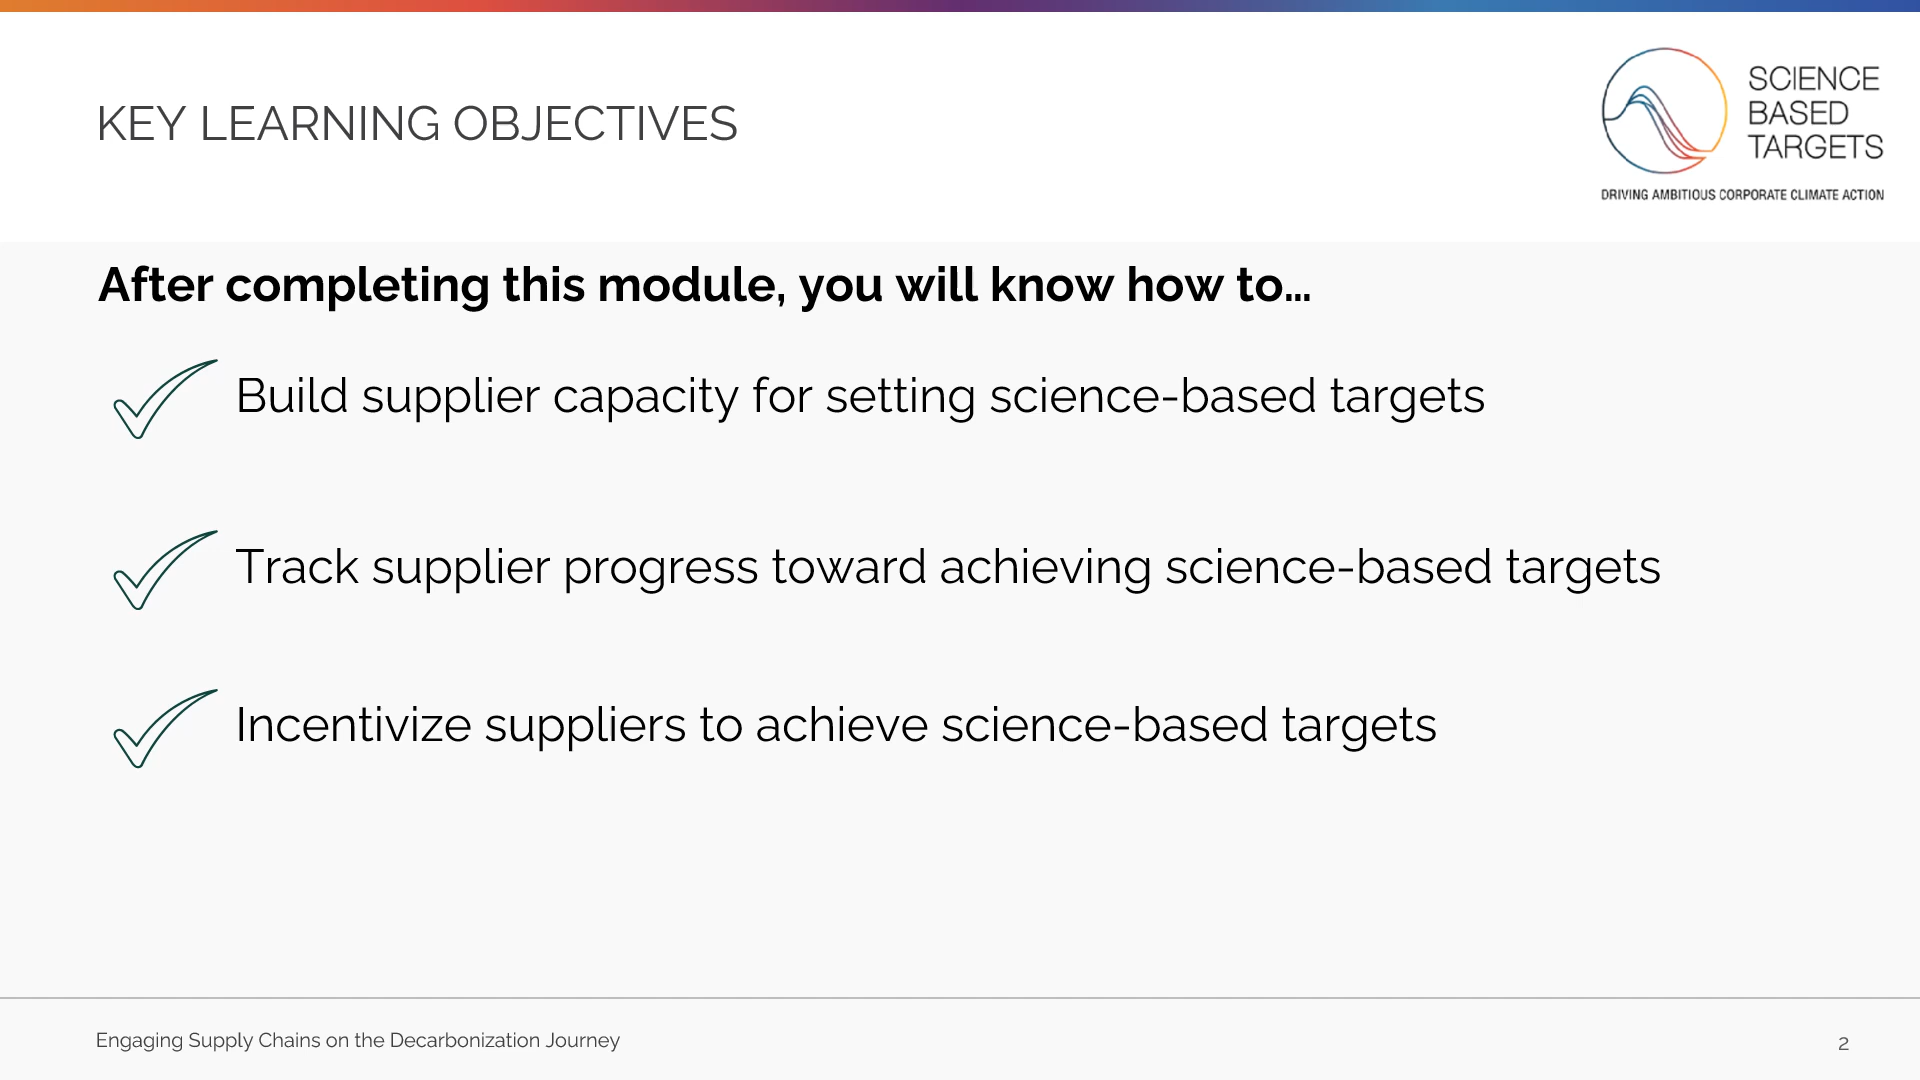 KEY LEARNING OBJECTIVES
SCIENCE
BASED
TARGETS
DRIVING AMBITIOUS CORPORATE CLIMATE ACTION
After completing this module, you will know how to…
Build supplier capacity for setting science-based targets
Track supplier progress toward achieving science-based targets
Incentivize suppliers to achieve science-based targets
Engaging Supply Chains on the Decarbonization Journey
2